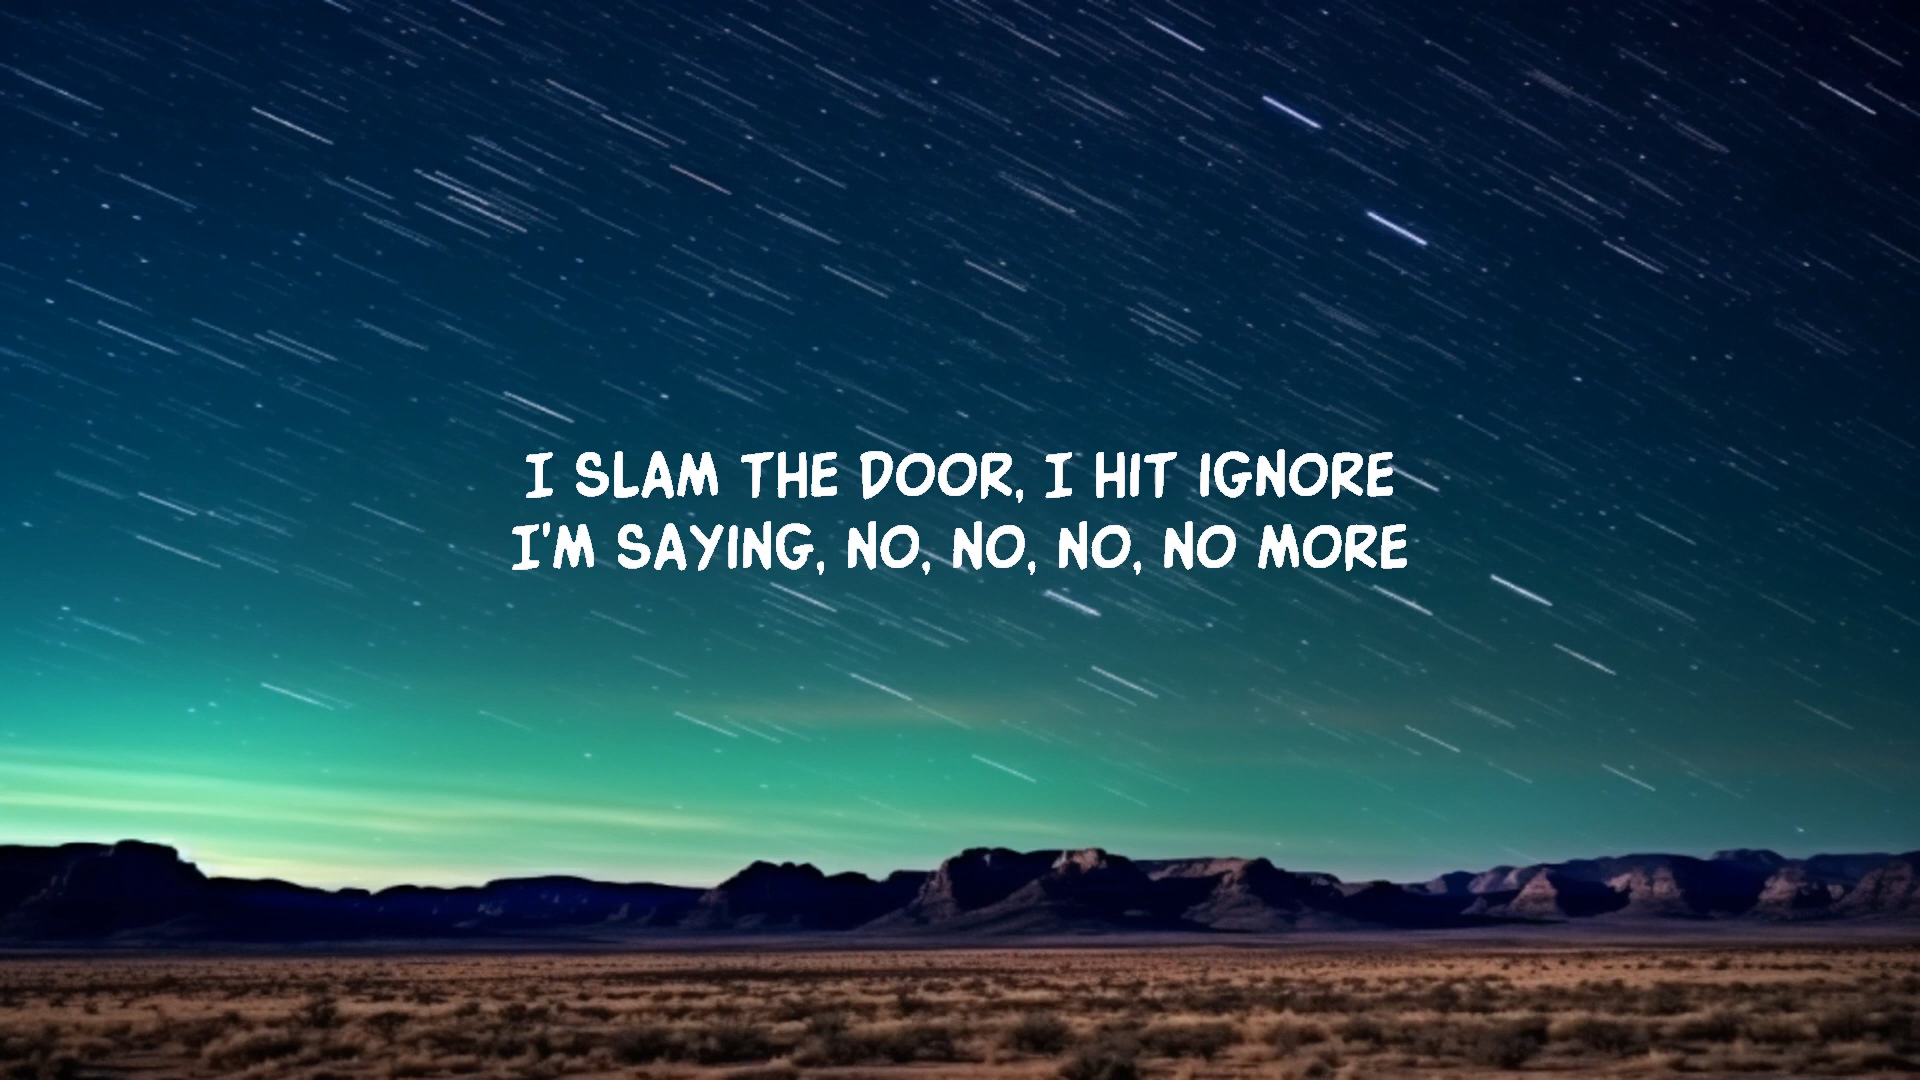 I SLAM THE DOOR, I HIT IGNORE
I'M SAYING, NO, NO, NO, NO MORE